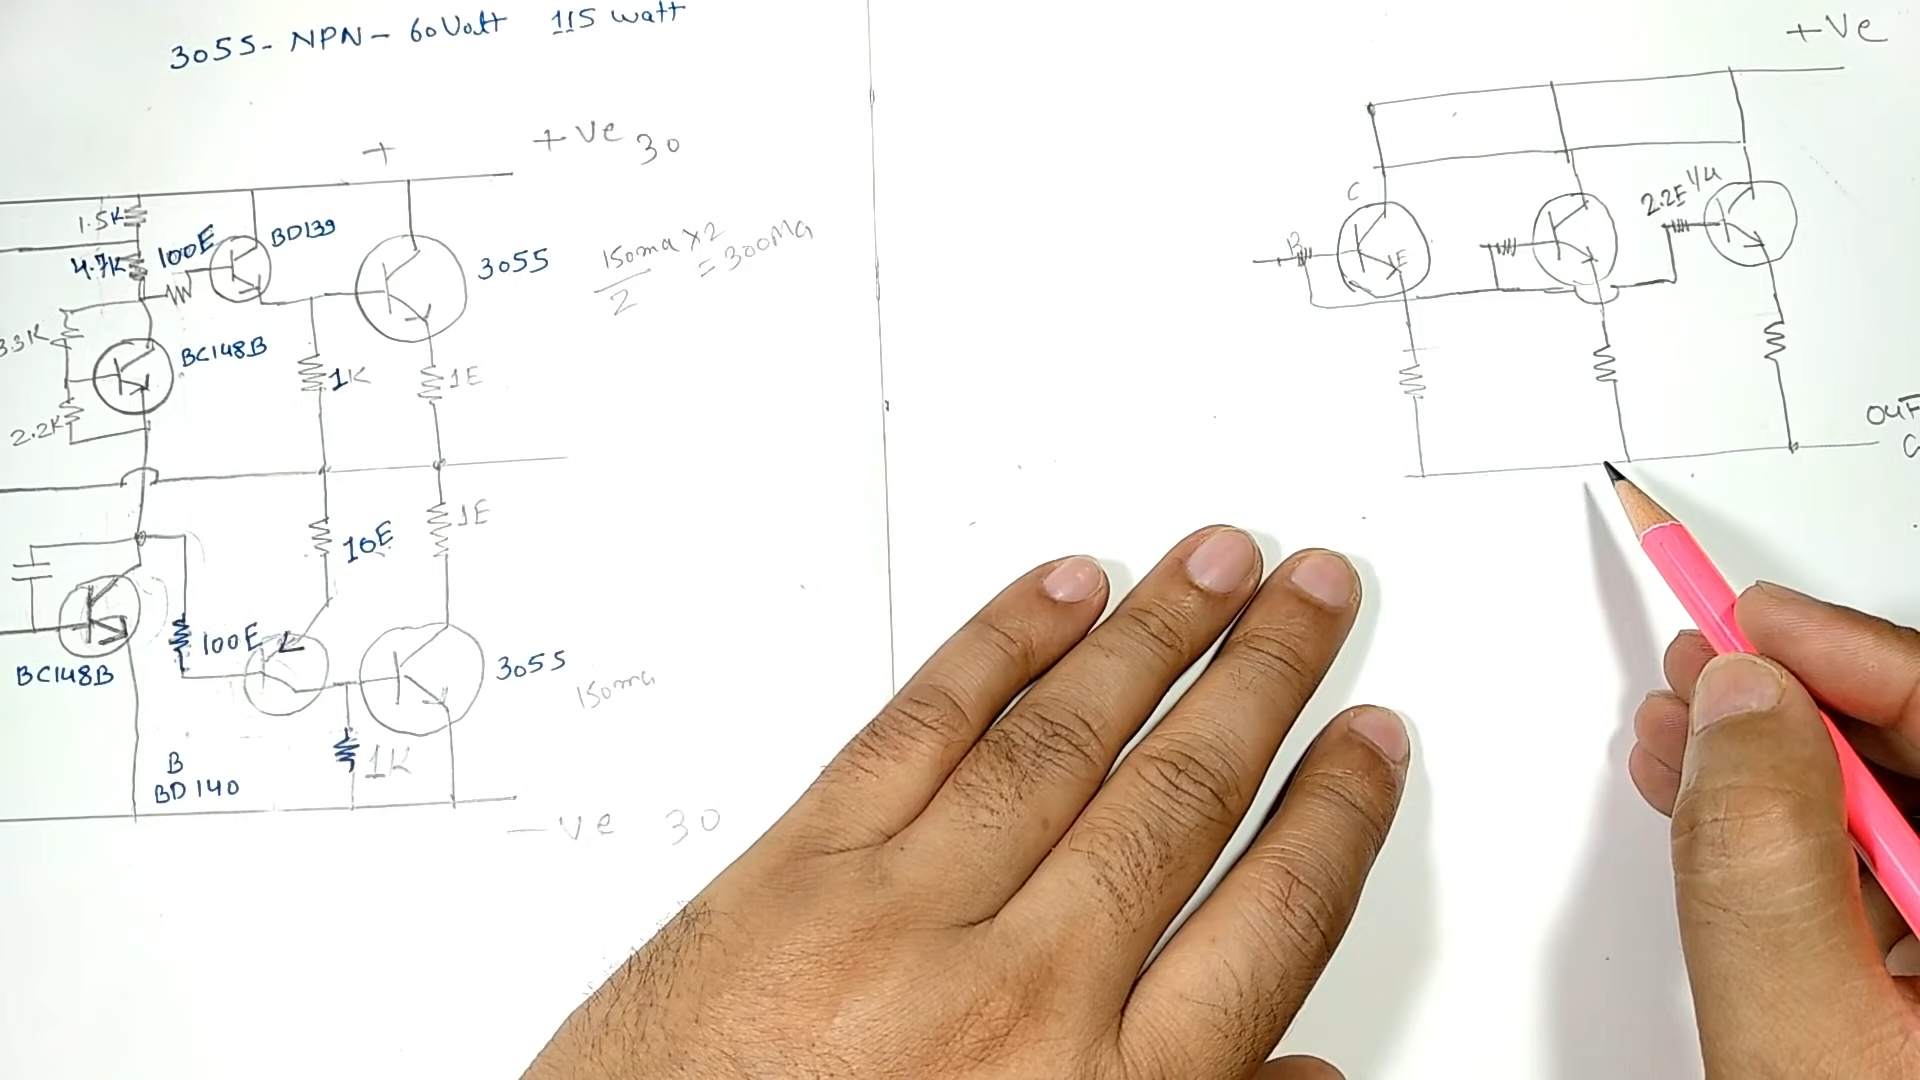 3055- NPN - 60 Volt 115 watt
+
+ve 30
1.5K
4.7K
100E
BD139
3055
150ma x 2
2
= 300Ma
3.3K
BC148B
2.2K
1K
1E
10E
1E
BC148B
100E
3055
150ma
1K
B
BD140
-ve 30
+Ve
C
B
E
2.2E 1/4
out